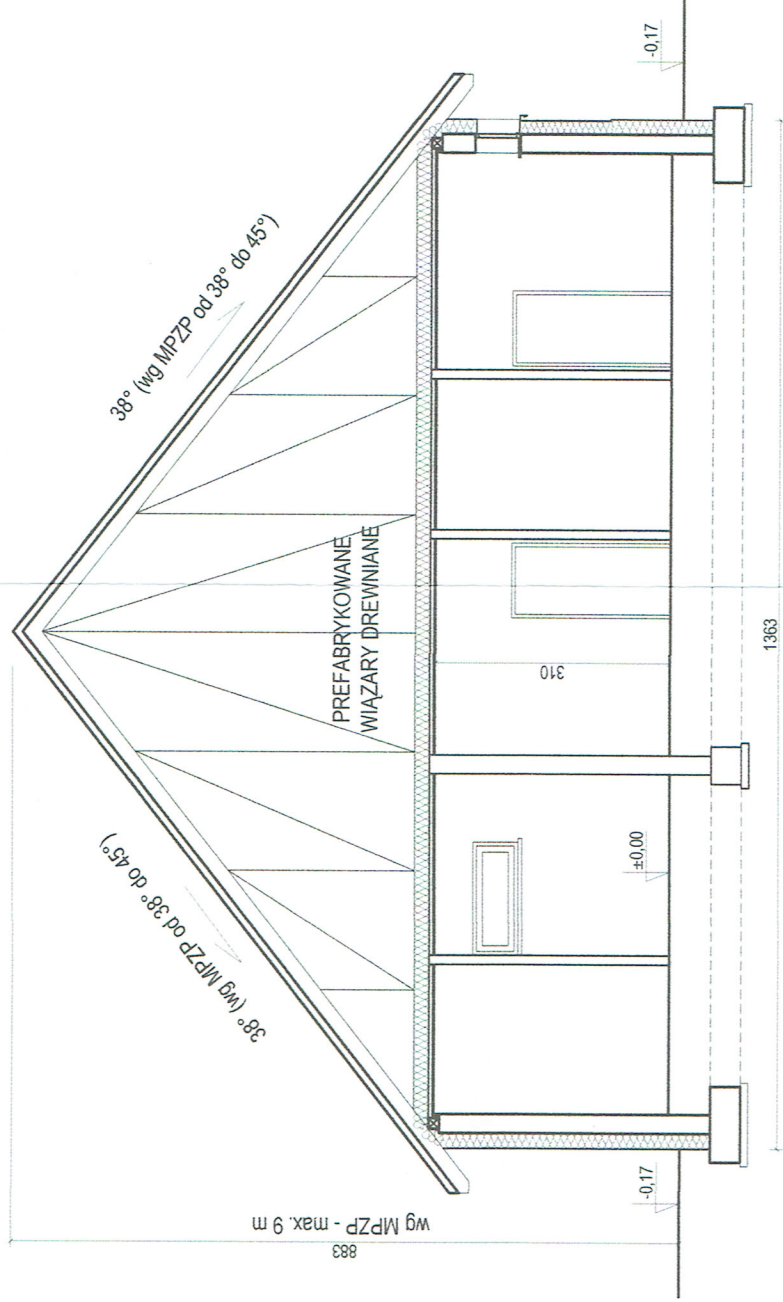 38° (wg MPZP od 38° do 45°)
38° (wg MPZP od 38° do 45°)
PREFABRYKOWANE
WIĄZARY DREWNIANE
wg MPZP - max. 9 m
883
310
±0,00
-0,17
-0,17
1363